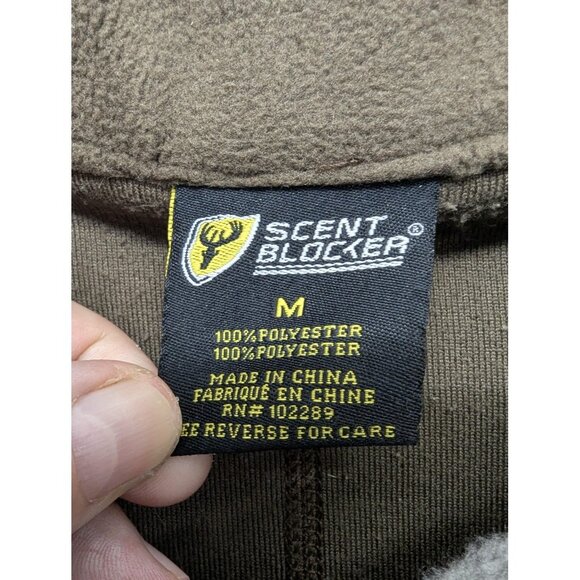 SCENT
BLOCKER®
M
100% POLYESTER
100% POLYESTER
MADE IN CHINA
FABRIQUÉ EN CHINE
RN# 102289
EE REVERSE FOR CARE